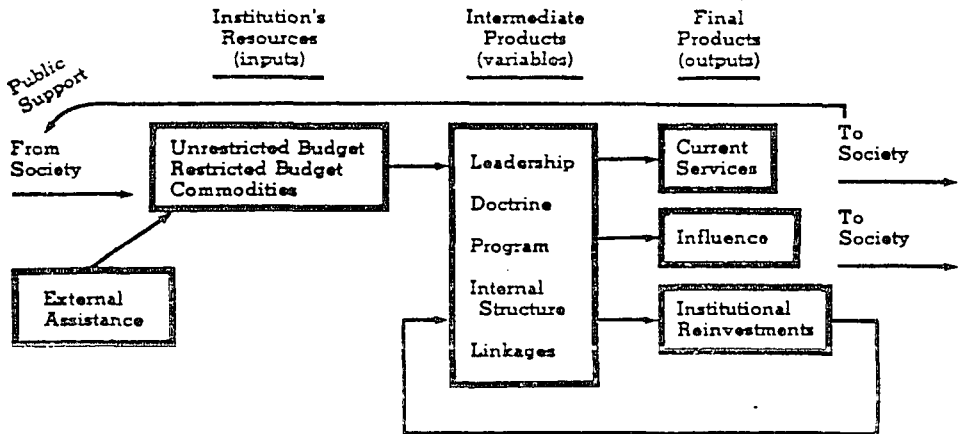 Institution's
Resources
(inputs)
Intermediate
Products
(variables)
Final
Products
(outputs)
Public
Support
From
Society
Unrestricted Budget
Restricted Budget
Commodities
External
Assistance
Leadership
Doctrine
Program
Internal
Structure
Linkages
Current
Services
Influence
Institutional
Reinvestments
To
Society
To
Society